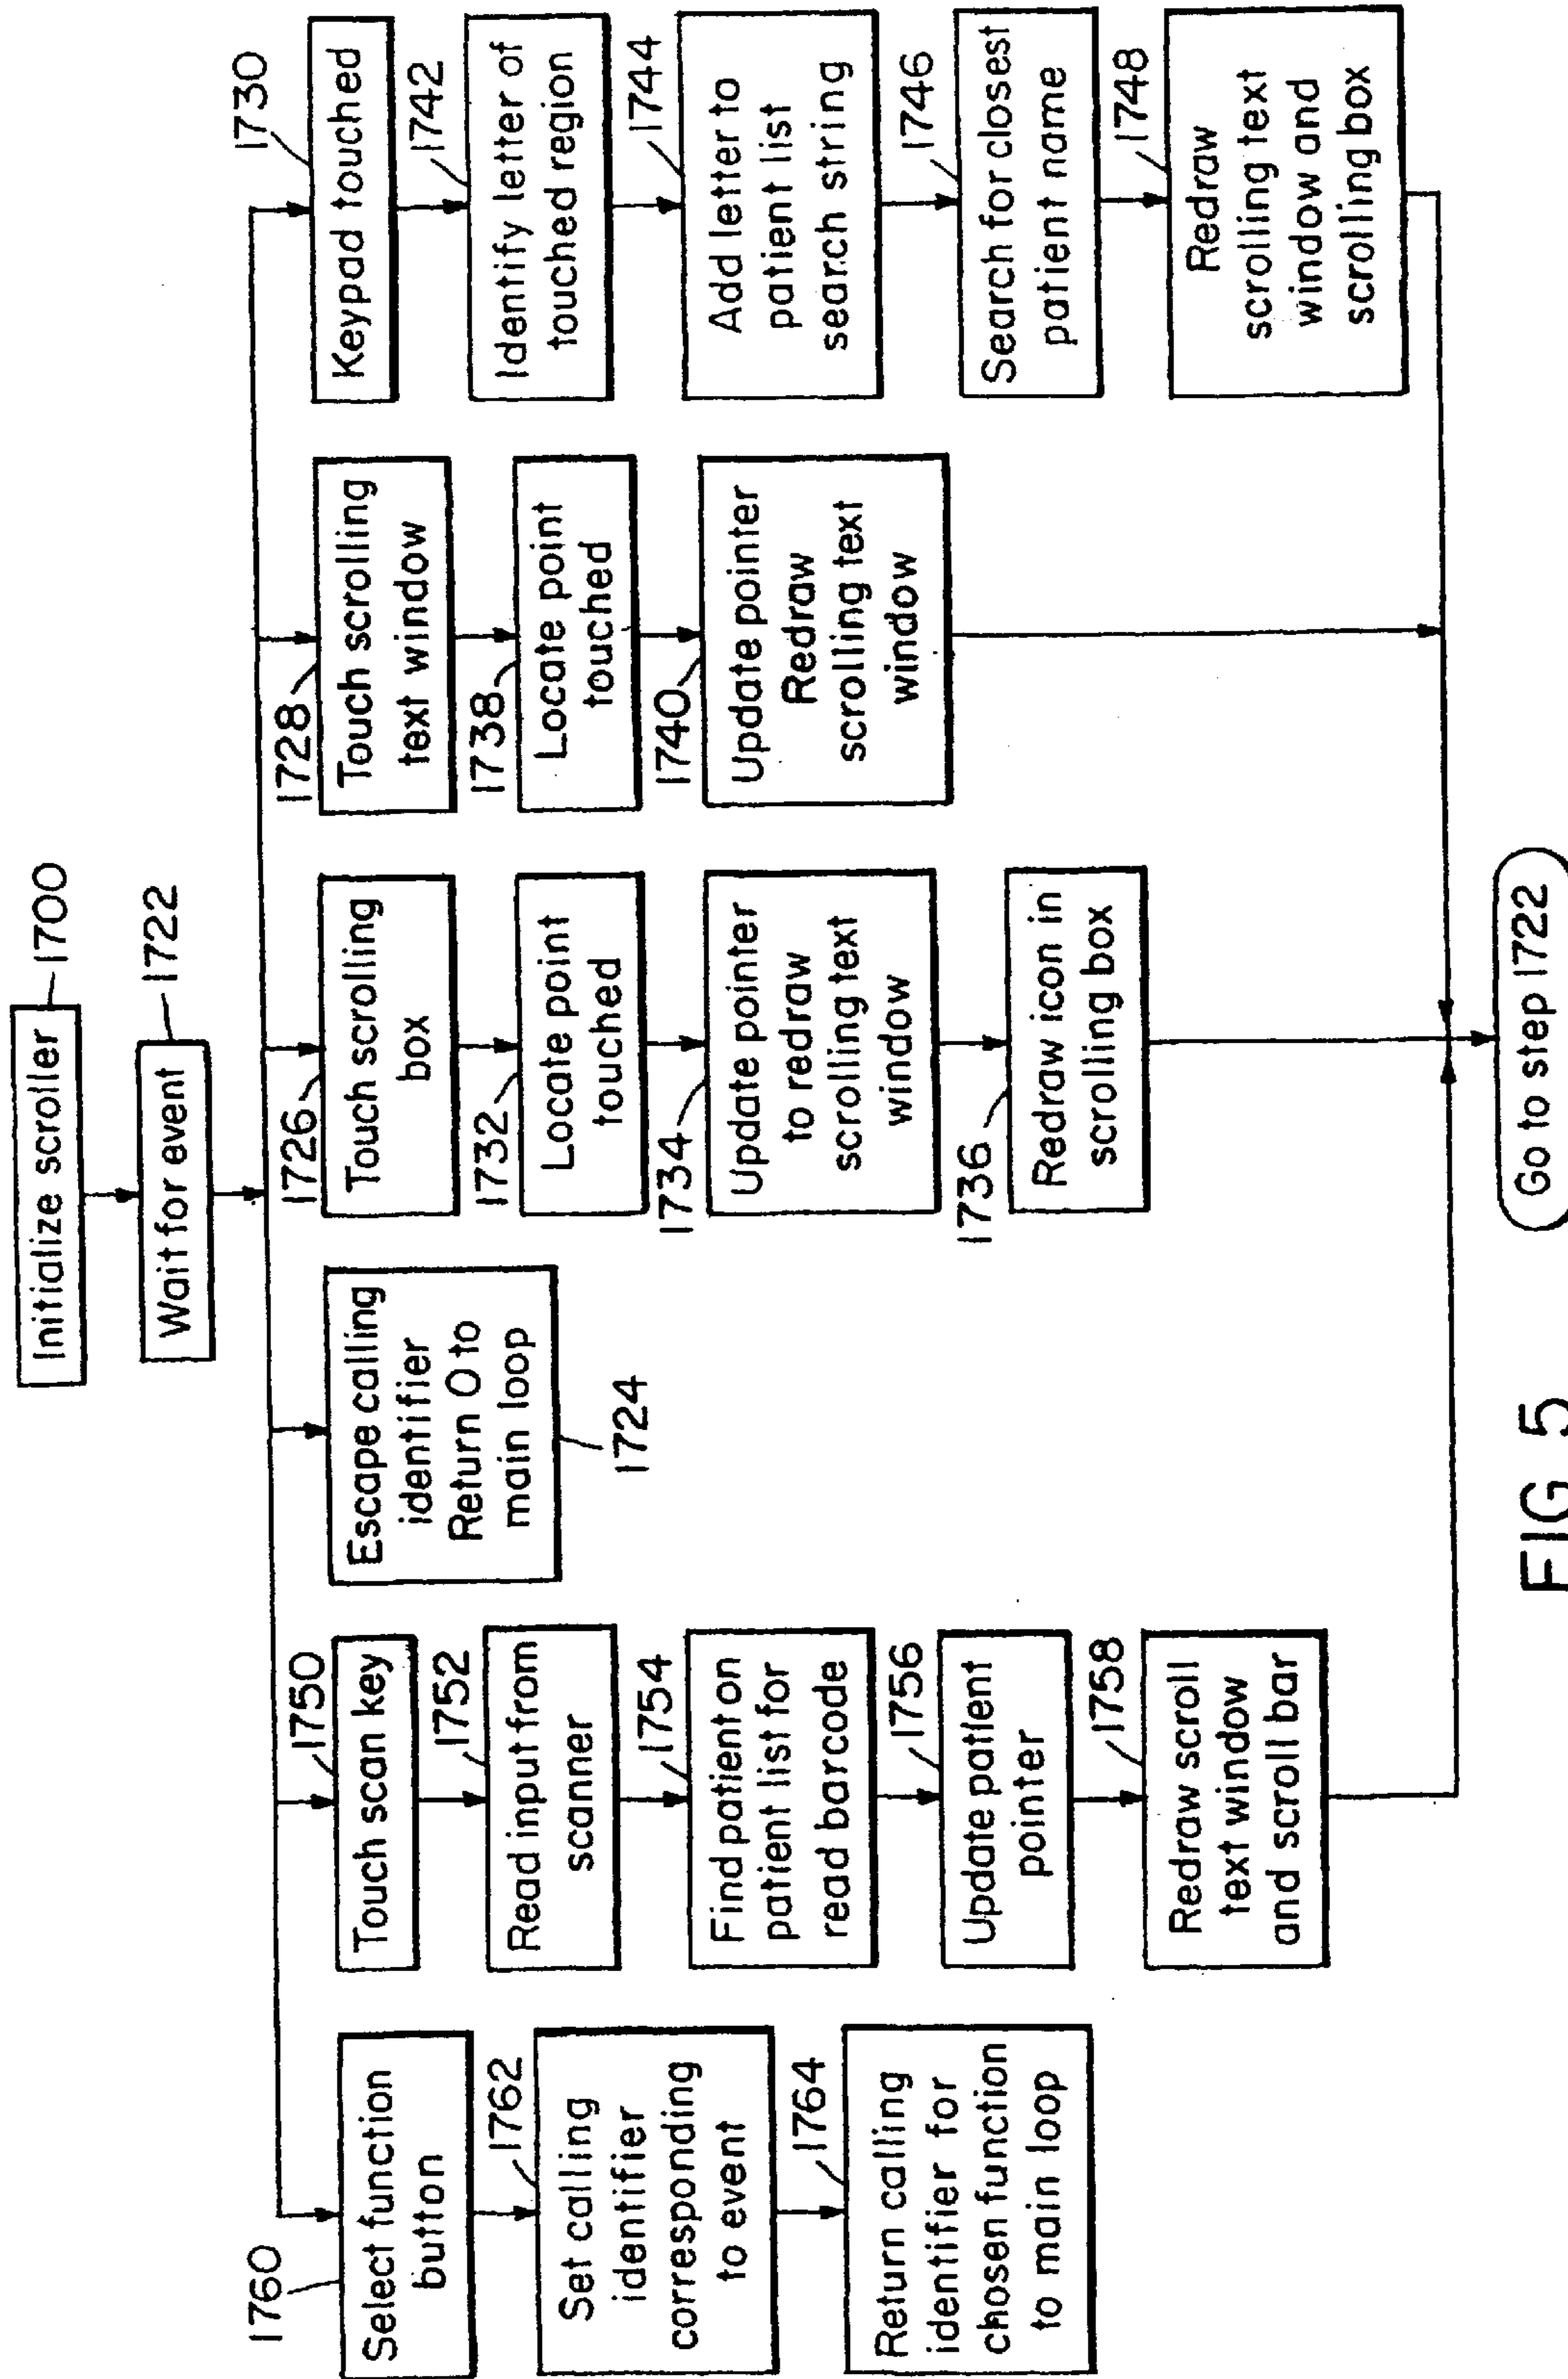 Initialize scroller
1700
Wait for event
1722
1760
Select function
button
1762
Set calling
identifier
corresponding
to event
1764
Return calling
identifier for
chosen function
to main loop
1750
Touch scan key
1752
Read input from
scanner
1754
Find patient on
patient list for
read barcode
1756
Update patient
pointer
1758
Redraw scroll
text window
and scroll bar
Escape calling
identifier
Return 0 to
main loop
1724
1726
Touch scrolling
box
1732
Locate point
touched
1734
Update pointer
to redraw
scrolling text
window
1736
Redraw icon in
scrolling box
1728
Touch scrolling
text window
1738
Locate point
touched
1740
Update pointer
Redraw
scrolling text
window
1730
Keypad touched
1742
Identify letter of
touched region
1744
Add letter to
patient list
search string
1746
Search for closest
patient name
1748
Redraw
scrolling text
window and
scrolling box
Go to step 1722
FIG 5